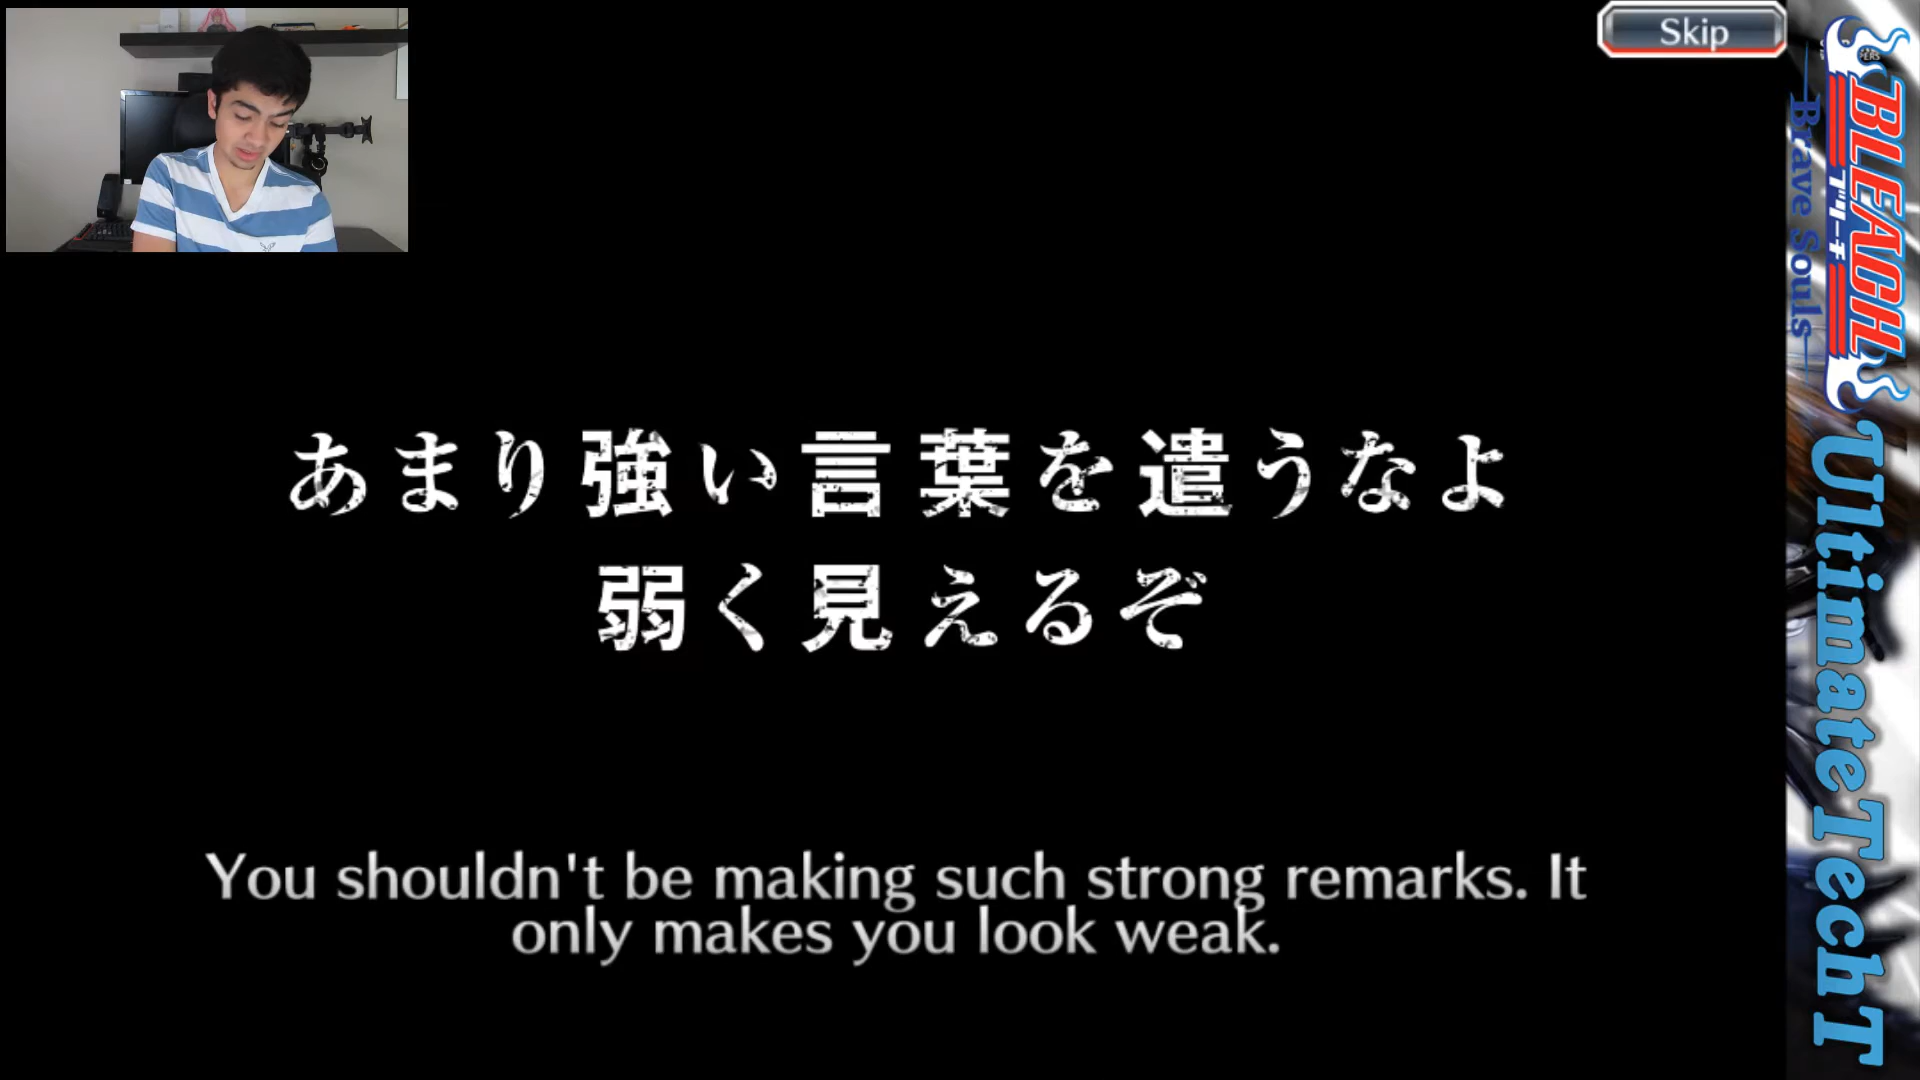 Skip
あまり強い言葉を遣うなよ
弱く見えるぞ
You shouldn't be making such strong remarks. It
only makes you look weak.
BLEACH
ブリーチ
Brave Souls
UltimateTechT